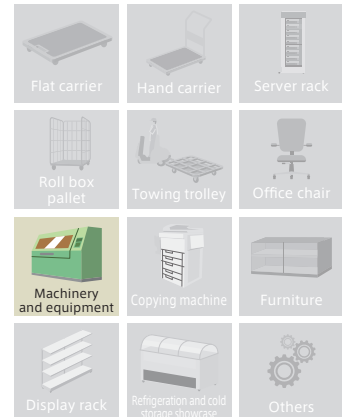 Flat carrier
Hand carrier
Server rack
Roll box
pallet
Towing trolley
Office chair
Machinery
and equipment
Copying machine
Furniture
Display rack
Refrigeration and cold
storage showcase
Others